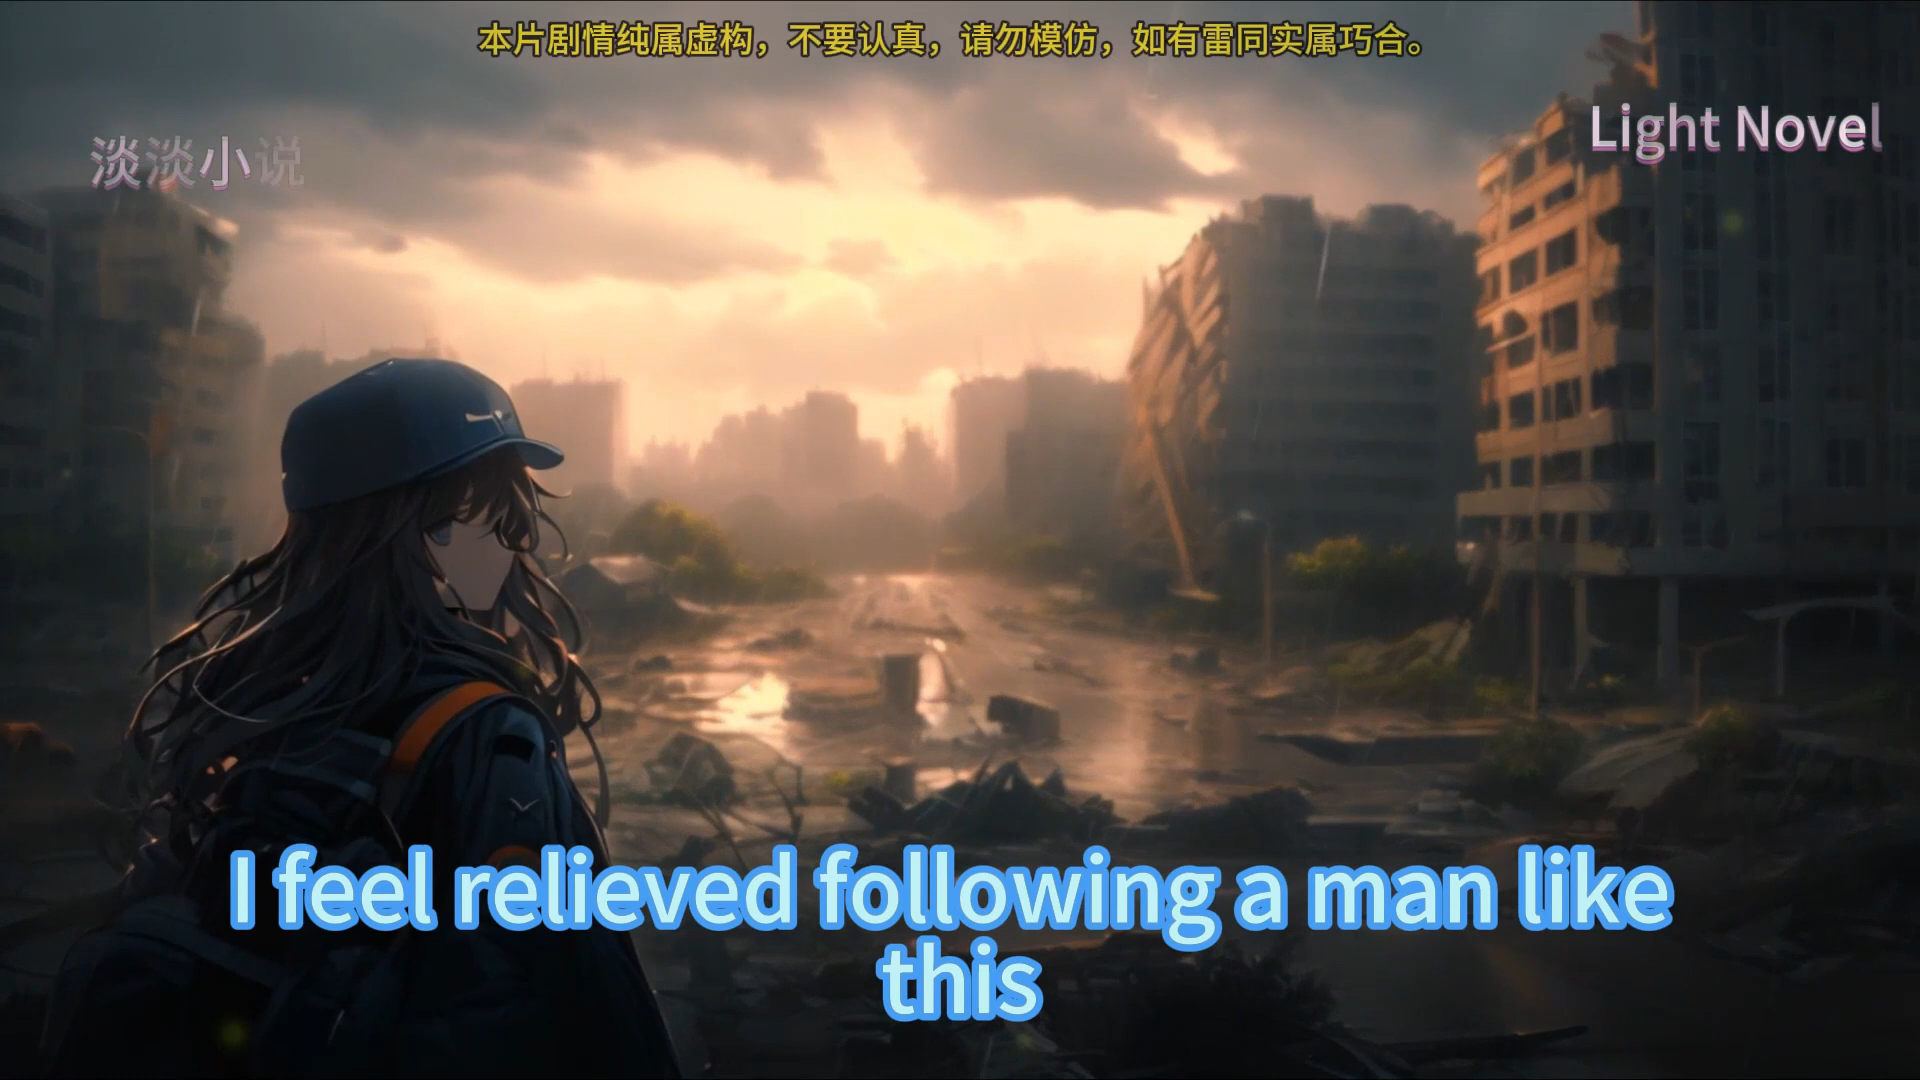 本片剧情纯属虚构，不要认真，请勿模仿，如有雷同实属巧合。
淡淡小说
Light Novel
I feel relieved following a man like
this